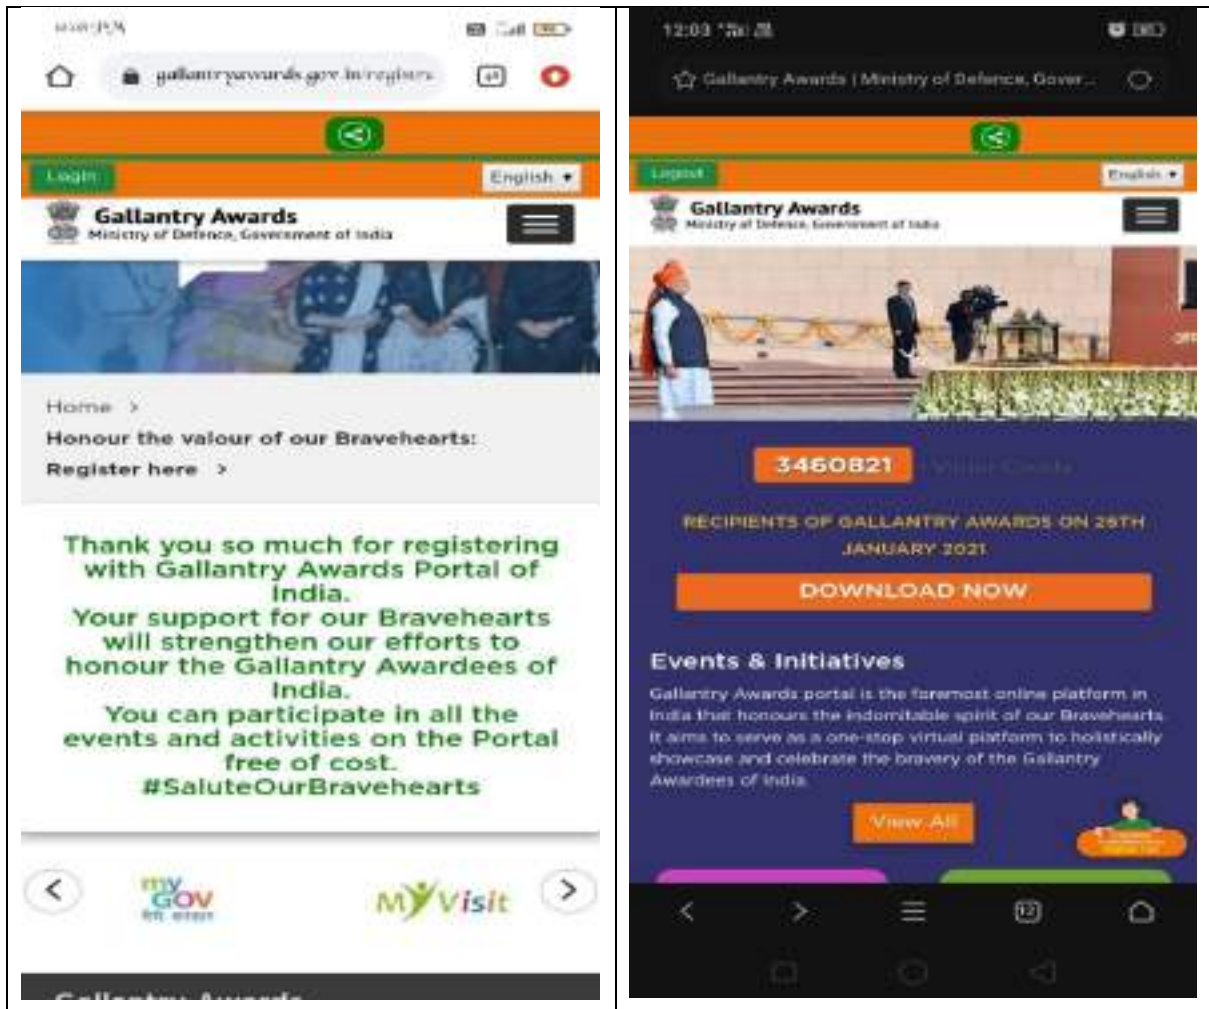 gallantryawards.gov.in/registra
Login
English
Gallantry Awards
Ministry of Defence, Government of India
Home >
Honour the valour of our Bravehearts:
Register here >
Thank you so much for registering
with Gallantry Awards Portal of
India.
Your support for our Bravehearts
will strengthen our efforts to
honour the Gallantry Awardees of
India.
You can participate in all the
events and activities on the Portal
free of cost.
#SaluteOurBravehearts
my
GOV
मेरी सरकार
MyVisit
Gallantry Awards
12:03
Gallantry Awards | Ministry of Defence, Gover...
Logout
English
Gallantry Awards
Ministry of Defence, Government of India
3460821
RECIPIENTS OF GALLANTRY AWARDS ON 26TH
JANUARY 2021
DOWNLOAD NOW
Events & Initiatives
Gallantry Awards portal is the foremost online platform in
India that honours the indomitable spirit of our Bravehearts.
It aims to serve as a one-stop virtual platform to holistically
showcase and celebrate the bravery of the Gallantry
Awardees of India.
View All
12